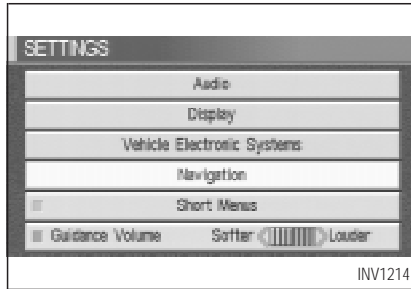 SETTINGS
Audio
Display
Vehicle Electronic Systems
Navigation
Short Menus
Guidance Volume Softer Louder
INV1214